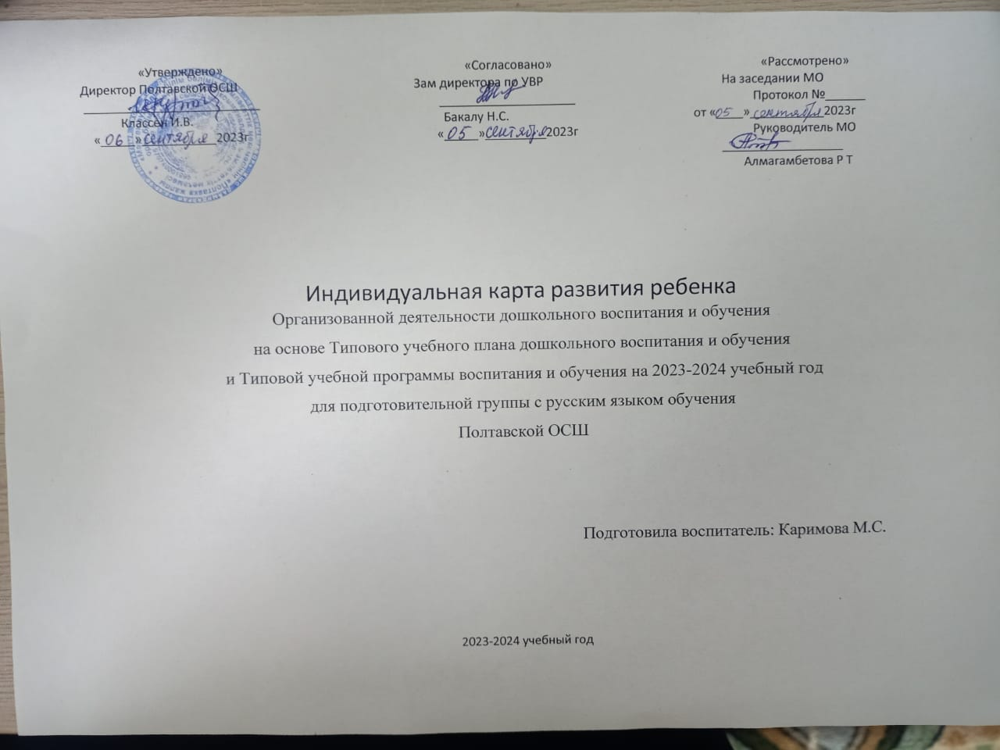 «Утверждено»
Директор Полтавской ОСШ
Классен И.В.
«06» сентября 2023г
«Согласовано»
Зам директора по УВР
Бакалу Н.С.
«05» сентября 2023г
«Рассмотрено»
На заседании МО
Протокол №______
от «05» сентября 2023г
Руководитель МО
Алмагамбетова Р Т
Индивидуальная карта развития ребенка
Организованной деятельности дошкольного воспитания и обучения
на основе Типового учебного плана дошкольного воспитания и обучения
и Типовой учебной программы воспитания и обучения на 2023-2024 учебный год
для подготовительной группы с русским языком обучения
Полтавской ОСШ
Подготовила воспитатель: Каримова М.С.
2023-2024 учебный год